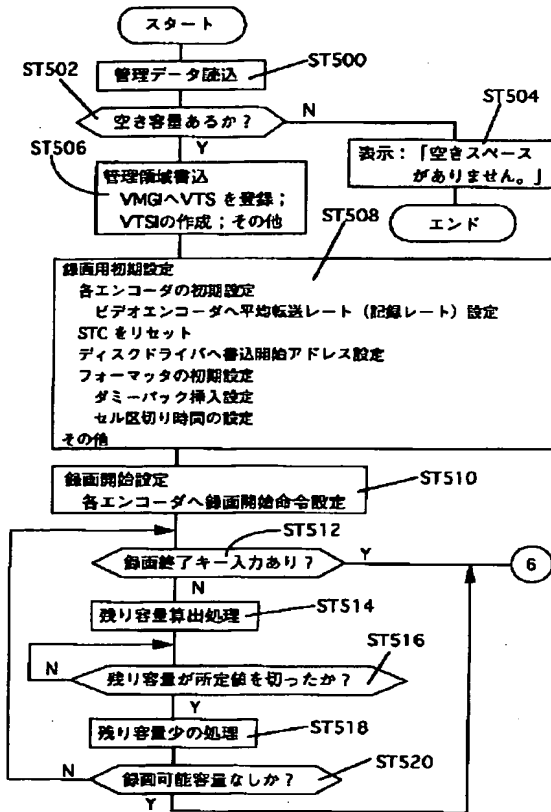 スタート
ST500
管理データ読込
ST502
空き容量あるか?
N
Y
ST504
表示:「空きスペース
がありません。」
エンド
ST506
管理領域書込
VMGIへVTS を登録;
VTSIの作成;その他
ST508
録画用初期設定
各エンコーダの初期設定
ビデオエンコーダへ平均転送レート(記録レート)設定
STC をリセット
ディスクドライバへ書込開始アドレス設定
フォーマッタの初期設定
ダミーパック挿入設定
セル区切り時間の設定
その他
ST510
録画開始設定
各エンコーダへ録画開始命令設定
ST512
録画終了キー入力あり?
Y
6
N
ST514
残り容量算出処理
ST516
N
残り容量が所定値を切ったか?
Y
ST518
残り容量少の処理
ST520
N
録画可能容量なしか?
Y